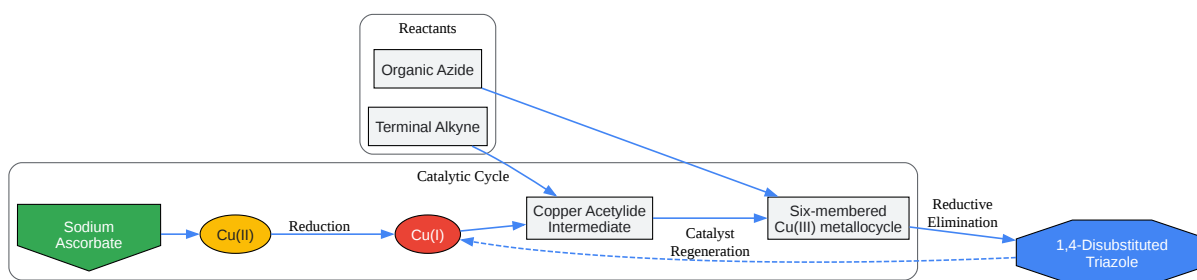 Reactants
Organic Azide
Terminal Alkyne
Catalytic Cycle
Sodium
Ascorbate
Cu(II)
Reduction
Cu(I)
Copper Acetylide
Intermediate
Six-membered
Cu(III) metallocycle
Reductive
Elimination
Catalyst
Regeneration
1,4-Disubstituted
Triazole